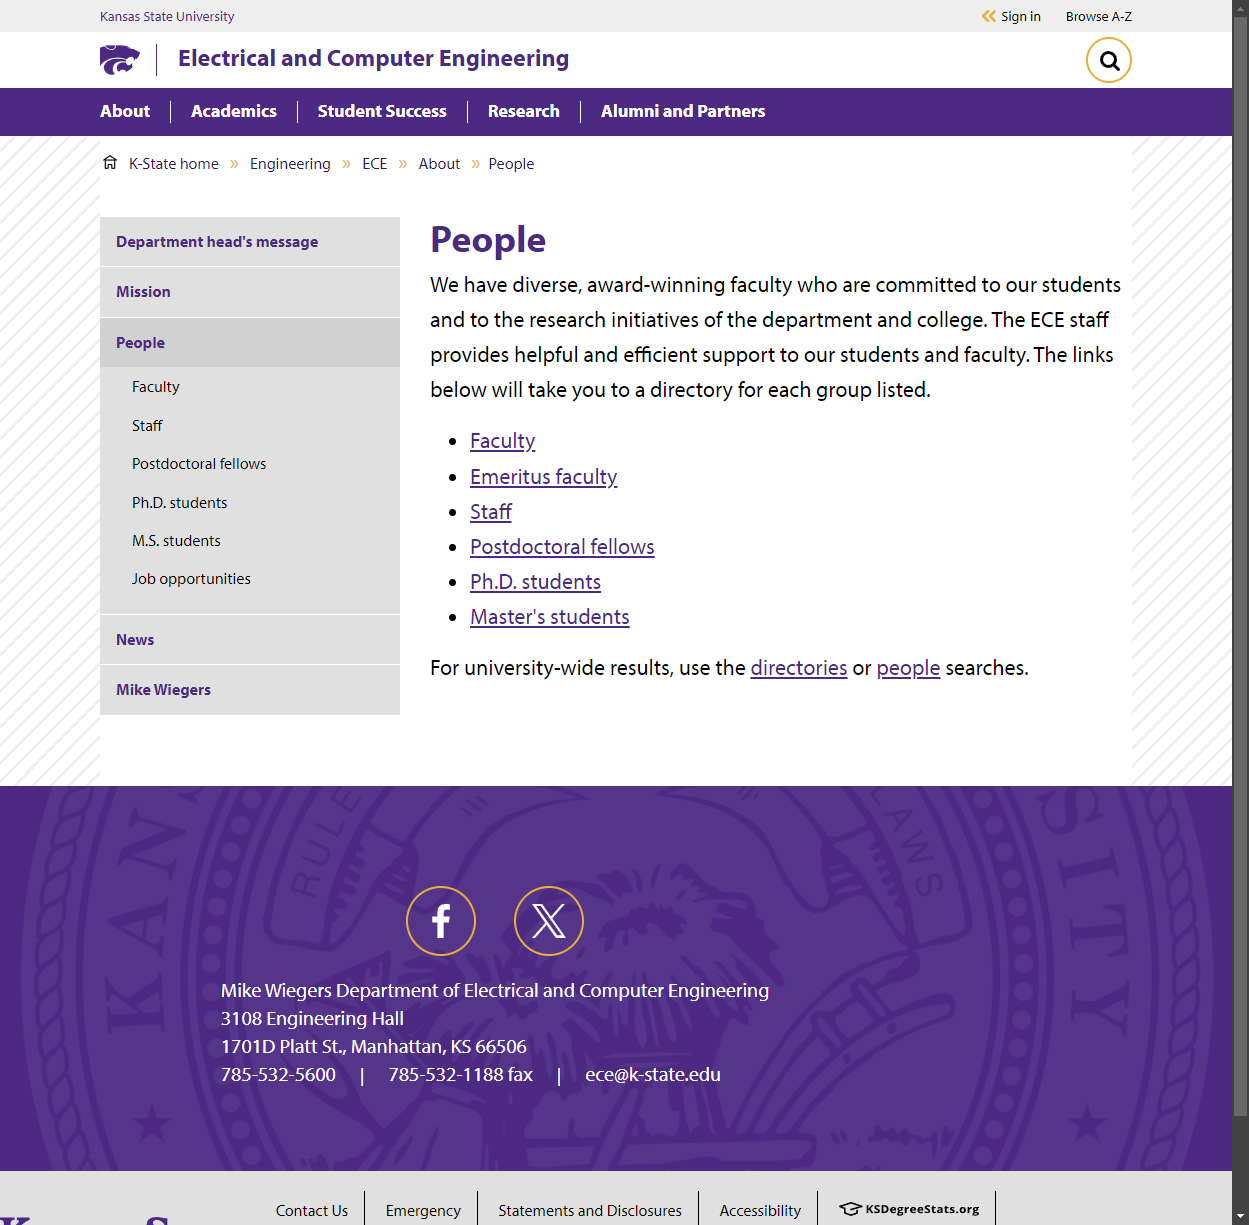 Kansas State University
Sign in
Browse A-Z
Electrical and Computer Engineering
About
Academics
Student Success
Research
Alumni and Partners
K-State home » Engineering » ECE » About » People
Department head's message
Mission
People
Faculty
Staff
Postdoctoral fellows
Ph.D. students
M.S. students
Job opportunities
News
Mike Wiegers
People
We have diverse, award-winning faculty who are committed to our students
and to the research initiatives of the department and college. The ECE staff
provides helpful and efficient support to our students and faculty. The links
below will take you to a directory for each group listed.
• Faculty
• Emeritus faculty
• Staff
• Postdoctoral fellows
• Ph.D. students
• Master's students
For university-wide results, use the directories or people searches.
RULE
LAWS
KAN
SITY
Mike Wiegers Department of Electrical and Computer Engineering
3108 Engineering Hall
1701D Platt St., Manhattan, KS 66506
785-532-5600 | 785-532-1188 fax | ece@k-state.edu
Contact Us
Emergency
Statements and Disclosures
Accessibility
KSDegreeStats.org